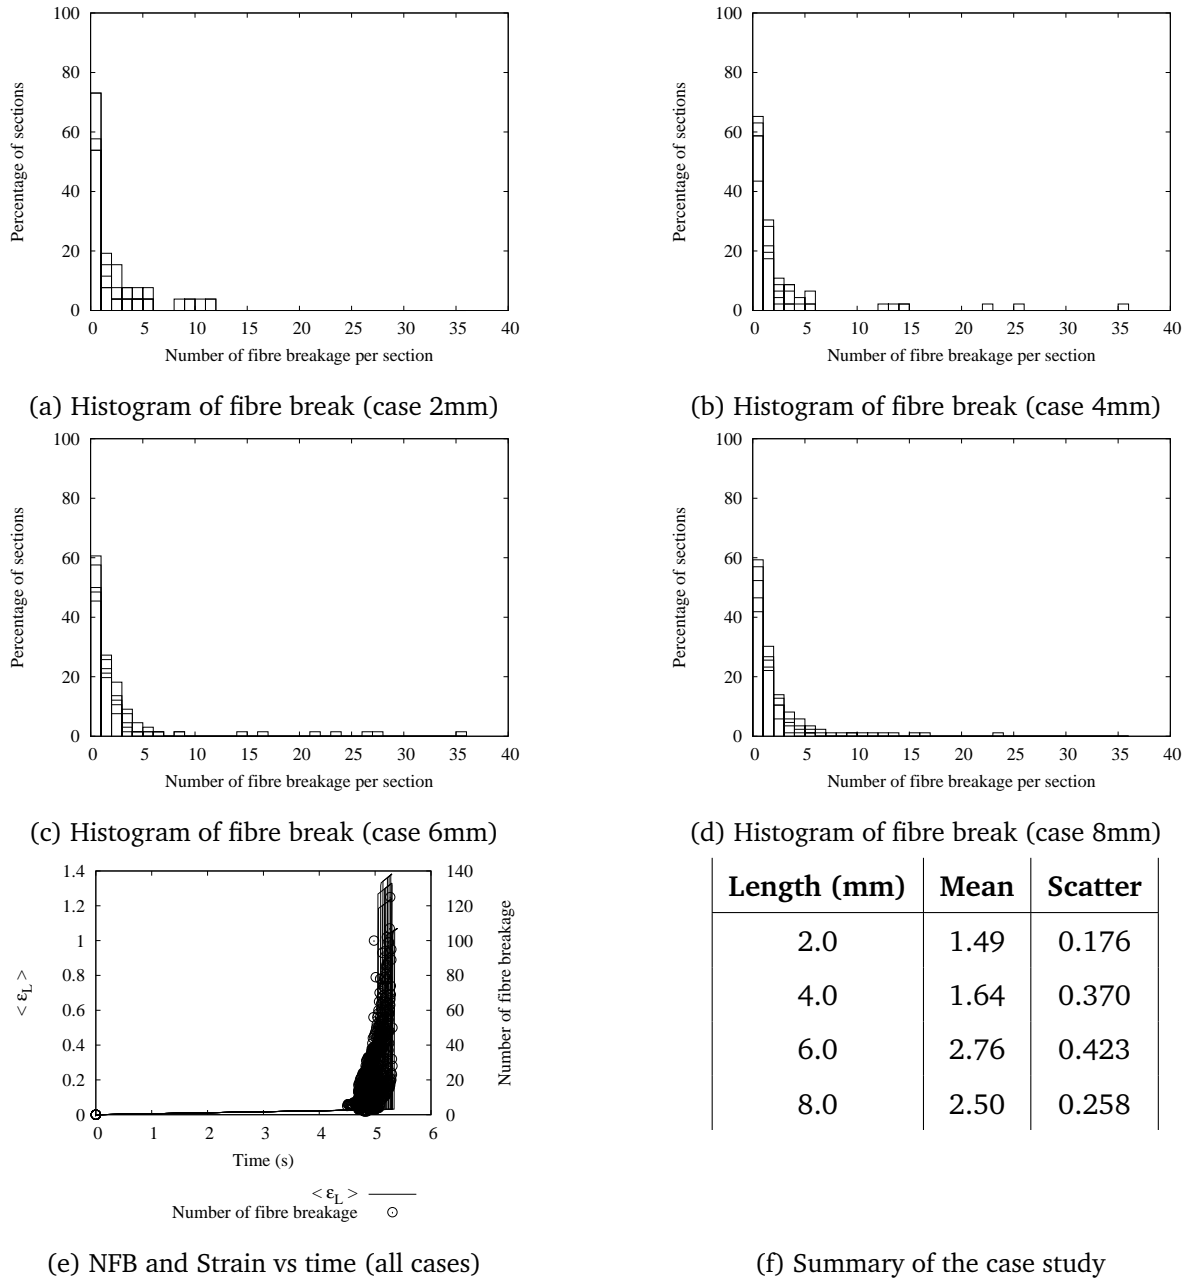 100
80
60
40
20
0
0 5 10 15 20 25 30 35 40
Percentage of sections
Number of fibre breakage per section
(a) Histogram of fibre break (case 2mm)
100
80
60
40
20
0
0 5 10 15 20 25 30 35 40
Percentage of sections
Number of fibre breakage per section
(b) Histogram of fibre break (case 4mm)
100
80
60
40
20
0
0 5 10 15 20 25 30 35 40
Percentage of sections
Number of fibre breakage per section
(c) Histogram of fibre break (case 6mm)
100
80
60
40
20
0
0 5 10 15 20 25 30 35 40
Percentage of sections
Number of fibre breakage per section
(d) Histogram of fibre break (case 8mm)
1.4
1.2
1
0.8
0.6
0.4
0.2
0
< ε_L >
140
120
100
80
60
40
20
0
Number of fibre breakage
0 1 2 3 4 5 6
Time (s)
< ε_L >
Number of fibre breakage
(e) NFB and Strain vs time (all cases)
Length (mm) Mean Scatter
2.0 1.49 0.176
4.0 1.64 0.370
6.0 2.76 0.423
8.0 2.50 0.258
(f) Summary of the case study